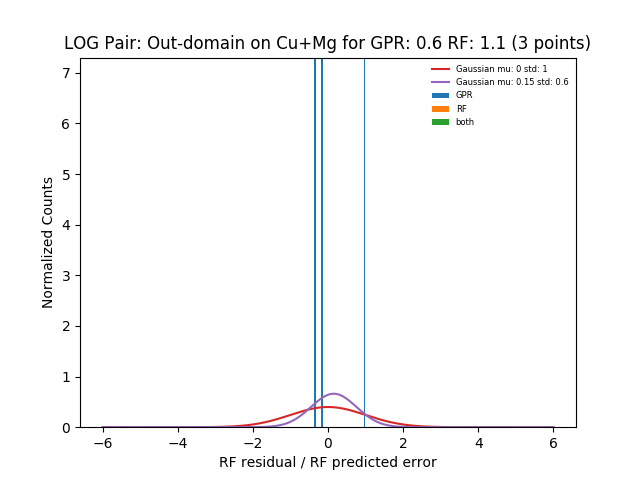 LOG Pair: Out-domain on Cu+Mg for GPR: 0.6 RF: 1.1 (3 points)
Gaussian mu: 0 std: 1
Gaussian mu: 0.15 std: 0.6
GPR
RF
both
Normalized Counts
7
6
5
4
3
2
1
0
−6 −4 −2 0 2 4 6
RF residual / RF predicted error